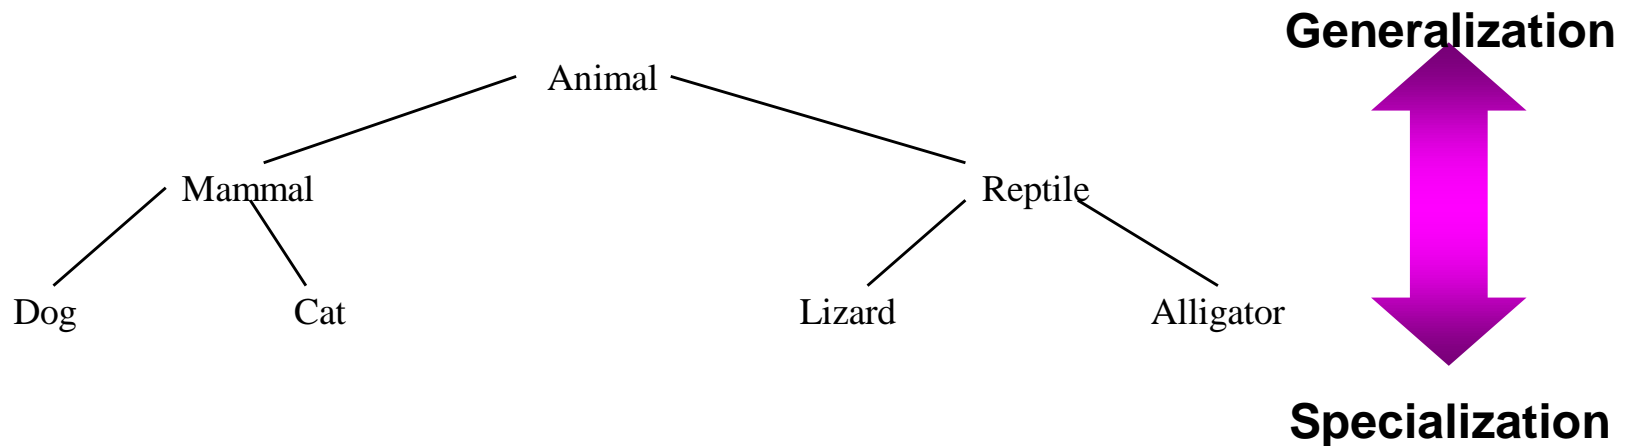 Generalization
Animal
Mammal Reptile
Dog Cat Lizard Alligator
Specialization